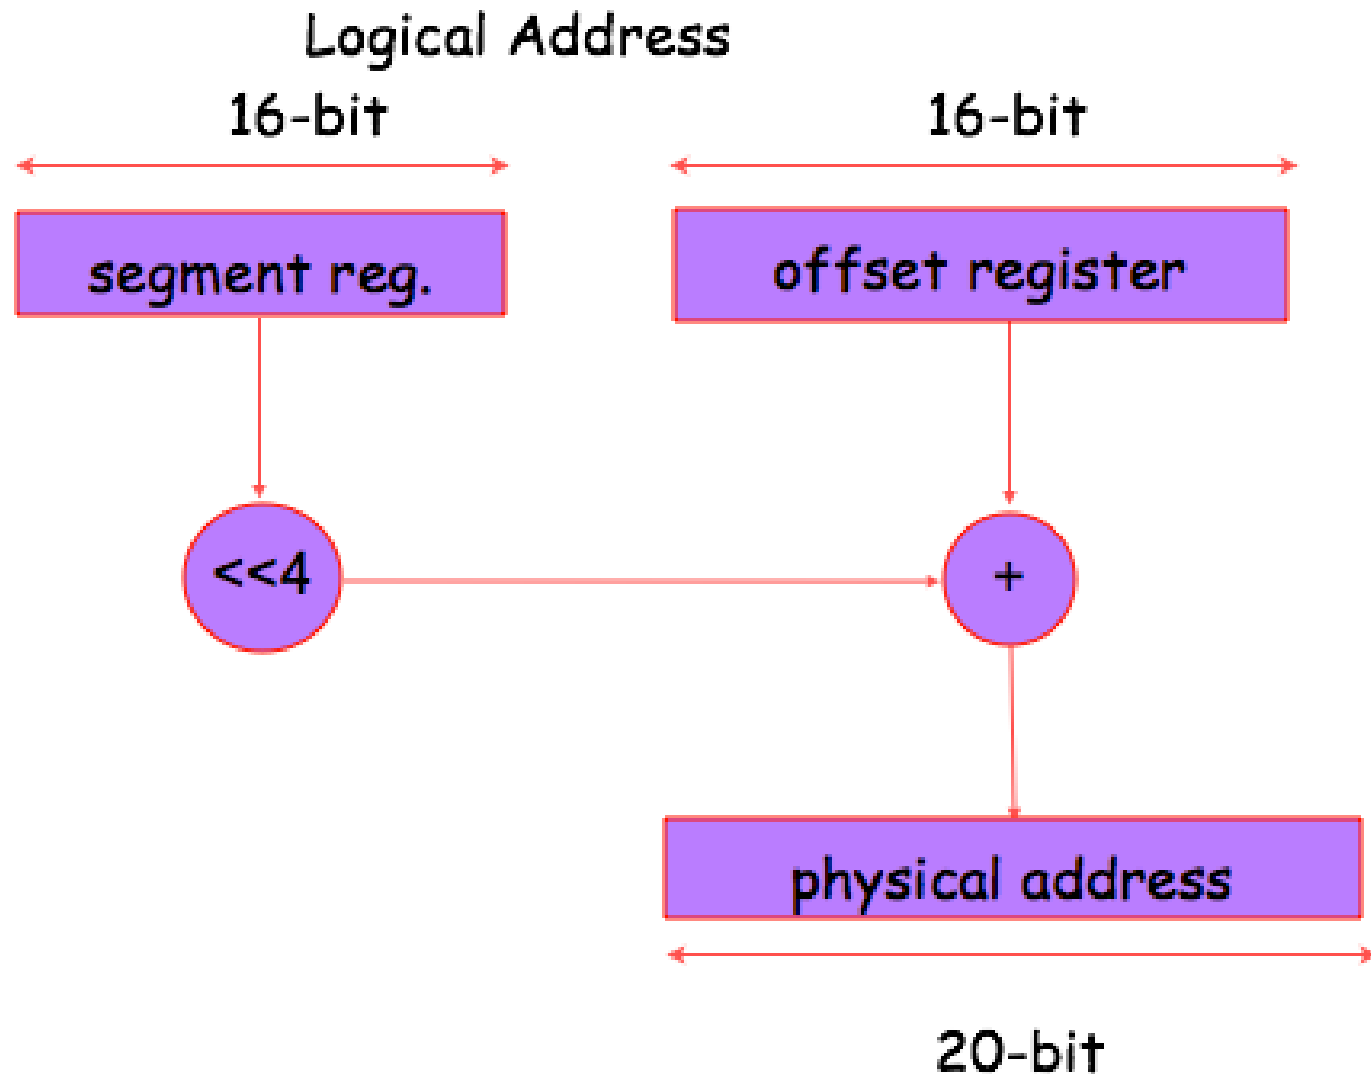 Logical Address
16-bit
16-bit
segment reg.
offset register
<<4
+
physical address
20-bit